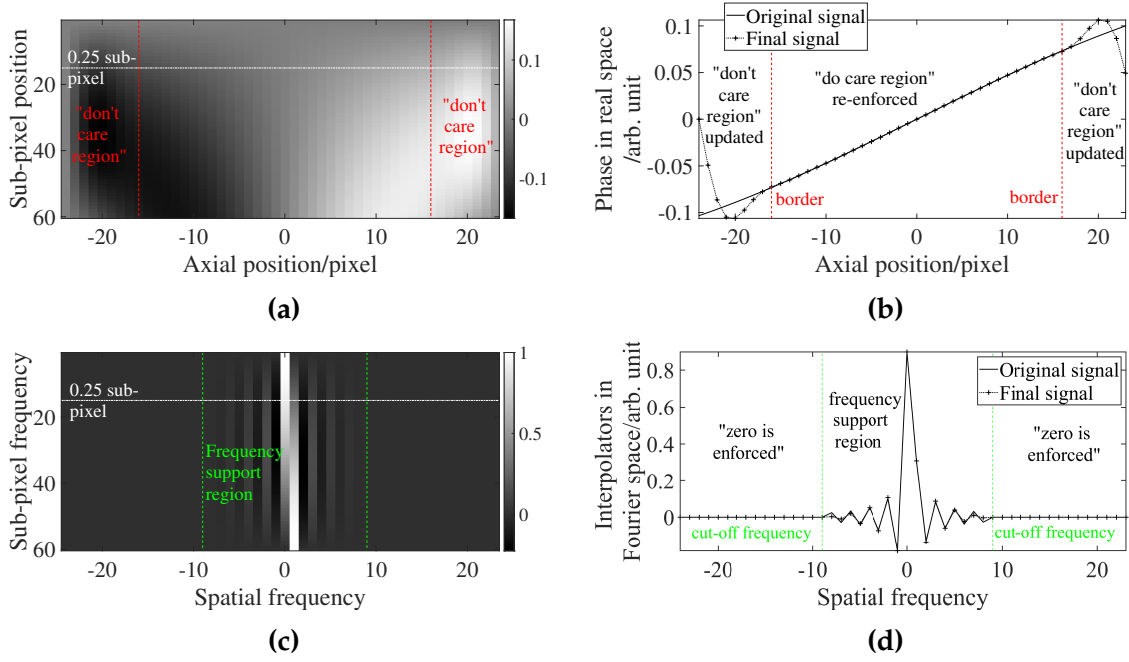 Sub-pixel position
20
40
60
0.25 sub-
pixel
"don't
care
region"
"don't
care
region"
0.1
0
-0.1
-20
-10
0
10
20
Axial position/pixel
(a)
Phase in real space
/arb. unit
0.1
0.05
0
-0.05
-0.1
Original signal
Final signal
"don't
care
region"
updated
"do care region"
re-enforced
"don't
care
region"
updated
border
border
-20
-10
0
10
20
Axial position/pixel
(b)
Sub-pixel frequency
20
40
60
0.25 sub-
pixel
Frequency
support
region
1
0.5
0
-20
-10
0
10
20
Spatial frequency
(c)
Interpolators in
Fourier space/arb. unit
0.8
0.6
0.4
0.2
0
Original signal
Final signal
frequency
support
region
"zero is
enforced"
"zero is
enforced"
cut-off frequency
cut-off frequency
-20
-10
0
10
20
Spatial frequency
(d)